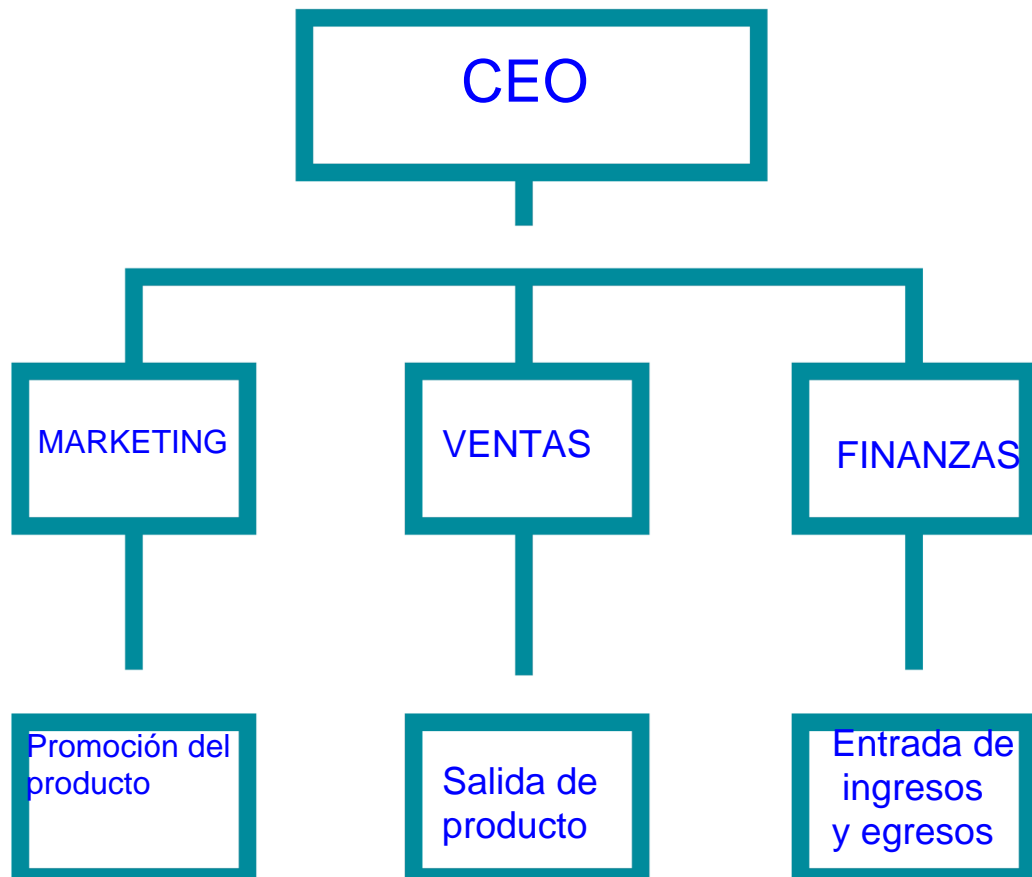 CEO
MARKETING
VENTAS
FINANZAS
Promoción del
producto
Salida de
producto
Entrada de
ingresos
y egresos